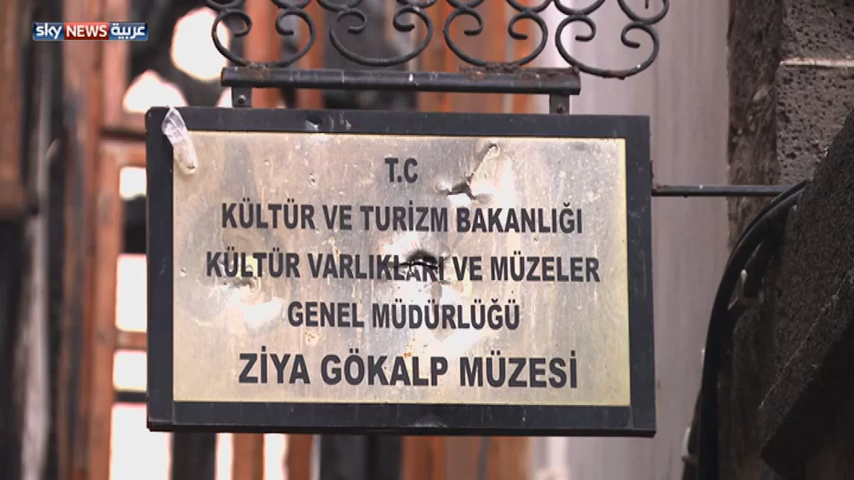 sky NEWS عربية
T.C
KÜLTÜR VE TURİZM BAKANLIĞI
KÜLTÜR VARLIKLARI VE MÜZELER
GENEL MÜDÜRLÜĞÜ
ZİYA GÖKALP MÜZESİ